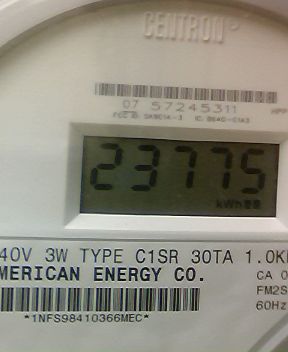 CENTRON
07 57245311
23775
kWh
40V 3W TYPE C1SR 30TA 1.0K
MERICAN ENERGY CO.
CA 0
FM2S
60Hz
*1NFS98410366MEC*